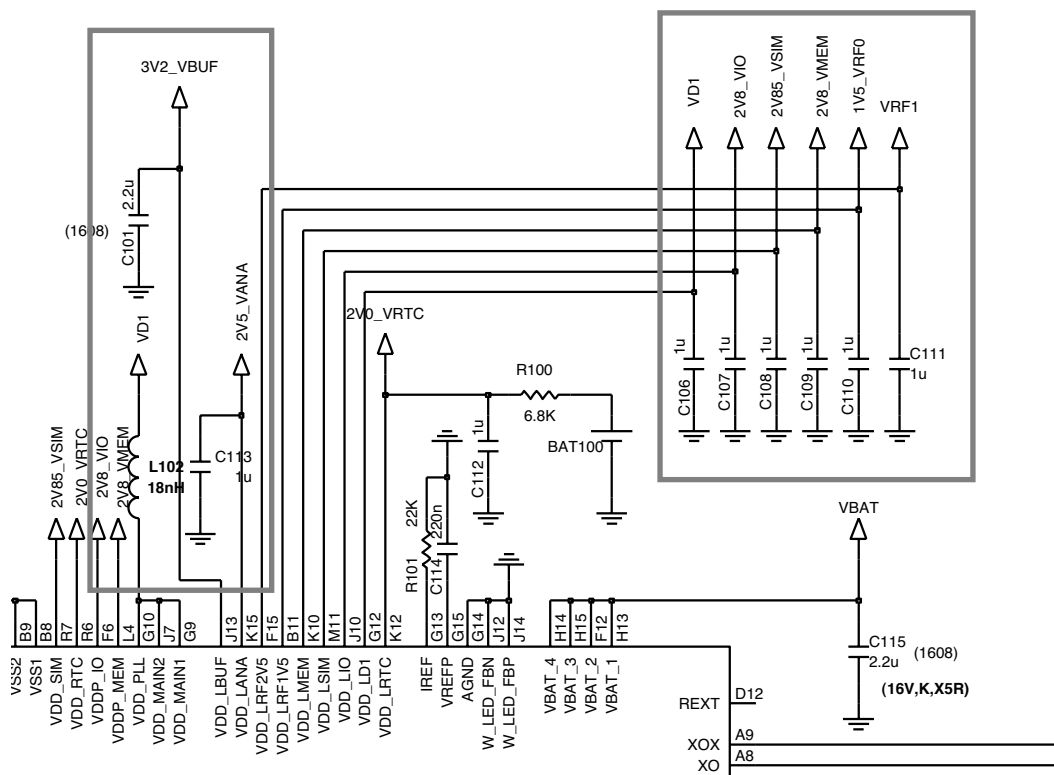 3V2_VBUF
2.2u
(1608)
C101
VD1
2V5_VANA
L102
18nH
C113
1u
2V85_VSIM
2V0_VRTC
2V8_VIO
2V8_VMEM
VD1
2V8_VIO
2V85_VSIM
2V8_VMEM
1V5_VRF0
VRF1
1u
C106
1u
C107
1u
C108
1u
C109
1u
C110
C111
1u
2V0_VRTC
R100
6.8K
1u
C112
BAT100
22K
R101
220n
C114
VBAT
C115
2.2u
(1608)
(16V,K,X5R)
B9
B8
R7
R6
F6
L4
G10
J7
G9
J13
K15
F15
B11
K10
M11
J10
G12
K12
G13
G15
G14
J12
J14
H14
H15
F12
H13
VSS2
VSS1
VDD_SIM
VDD_RTC
VDDP_IO
VDDP_MEM
VDD_PLL
VDD_MAIN2
VDD_MAIN1
VDD_LBUF
VDD_LANA
VDD_LRF2V5
VDD_LRF1V5
VDD_LMEM
VDD_LSIM
VDD_LIO
VDD_LD1
VDD_LRTC
IREF
VREFP
AGND
W_LED_FBN
W_LED_FBP
VBAT_4
VBAT_3
VBAT_2
VBAT_1
REXT
D12
XOX
A9
XO
A8